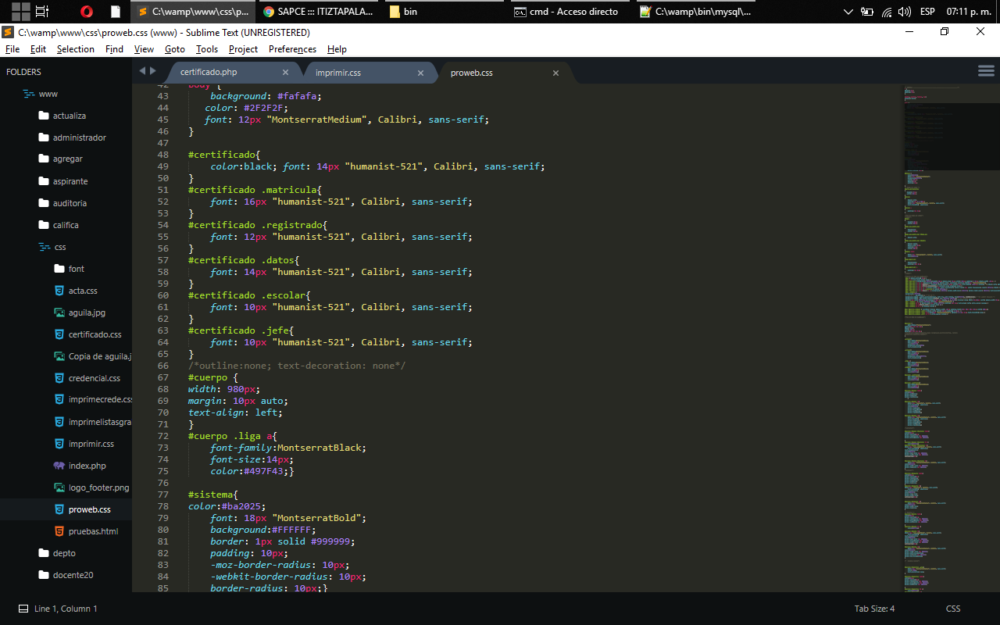 C:\wamp\www\css\p...
SAPCE ::: ITIZTAPALA...
bin
cmd - Acceso directo
C:\wamp\bin\mysql\...
ESP
07:11 p. m.
C:\wamp\www\css\proweb.css (www) - Sublime Text (UNREGISTERED)
File Edit Selection Find View Goto Tools Project Preferences Help
FOLDERS
www
actualiza
administrador
agregar
aspirante
auditoria
califica
css
font
acta.css
aguila.jpg
certificado.css
Copia de aguila.j
credencial.css
imprimecrede.css
imprimelistasgra
imprimir.css
index.php
logo_footer.png
proweb.css
pruebas.html
depto
docente20
certificado.php
imprimir.css
proweb.css
42 body {
43 background: #fafafa;
44 color: #2F2F2F;
45 font: 12px "MontserratMedium", Calibri, sans-serif;
46 }
47
48 #certificado{
49 color:black; font: 14px "humanist-521", Calibri, sans-serif;
50 }
51 #certificado .matricula{
52 font: 16px "humanist-521", Calibri, sans-serif;
53 }
54 #certificado .registrado{
55 font: 12px "humanist-521", Calibri, sans-serif;
56 }
57 #certificado .datos{
58 font: 14px "humanist-521", Calibri, sans-serif;
59 }
60 #certificado .escolar{
61 font: 10px "humanist-521", Calibri, sans-serif;
62 }
63 #certificado .jefe{
64 font: 10px "humanist-521", Calibri, sans-serif;
65 }
66 /*outline:none; text-decoration: none*/
67 #cuerpo {
68 width: 980px;
69 margin: 10px auto;
70 text-align: left;
71 }
72 #cuerpo .liga a{
73 font-family:MontserratBlack;
74 font-size:14px;
75 color:#497F43;}
76
77 #sistema{
78 color:#ba2025;
79 font: 18px "MontserratBold";
80 background:#FFFFFF;
81 border: 1px solid #999999;
82 padding: 10px;
83 -moz-border-radius: 10px;
84 -webkit-border-radius: 10px;
85 border-radius: 10px;}
Line 1, Column 1
Tab Size: 4
CSS